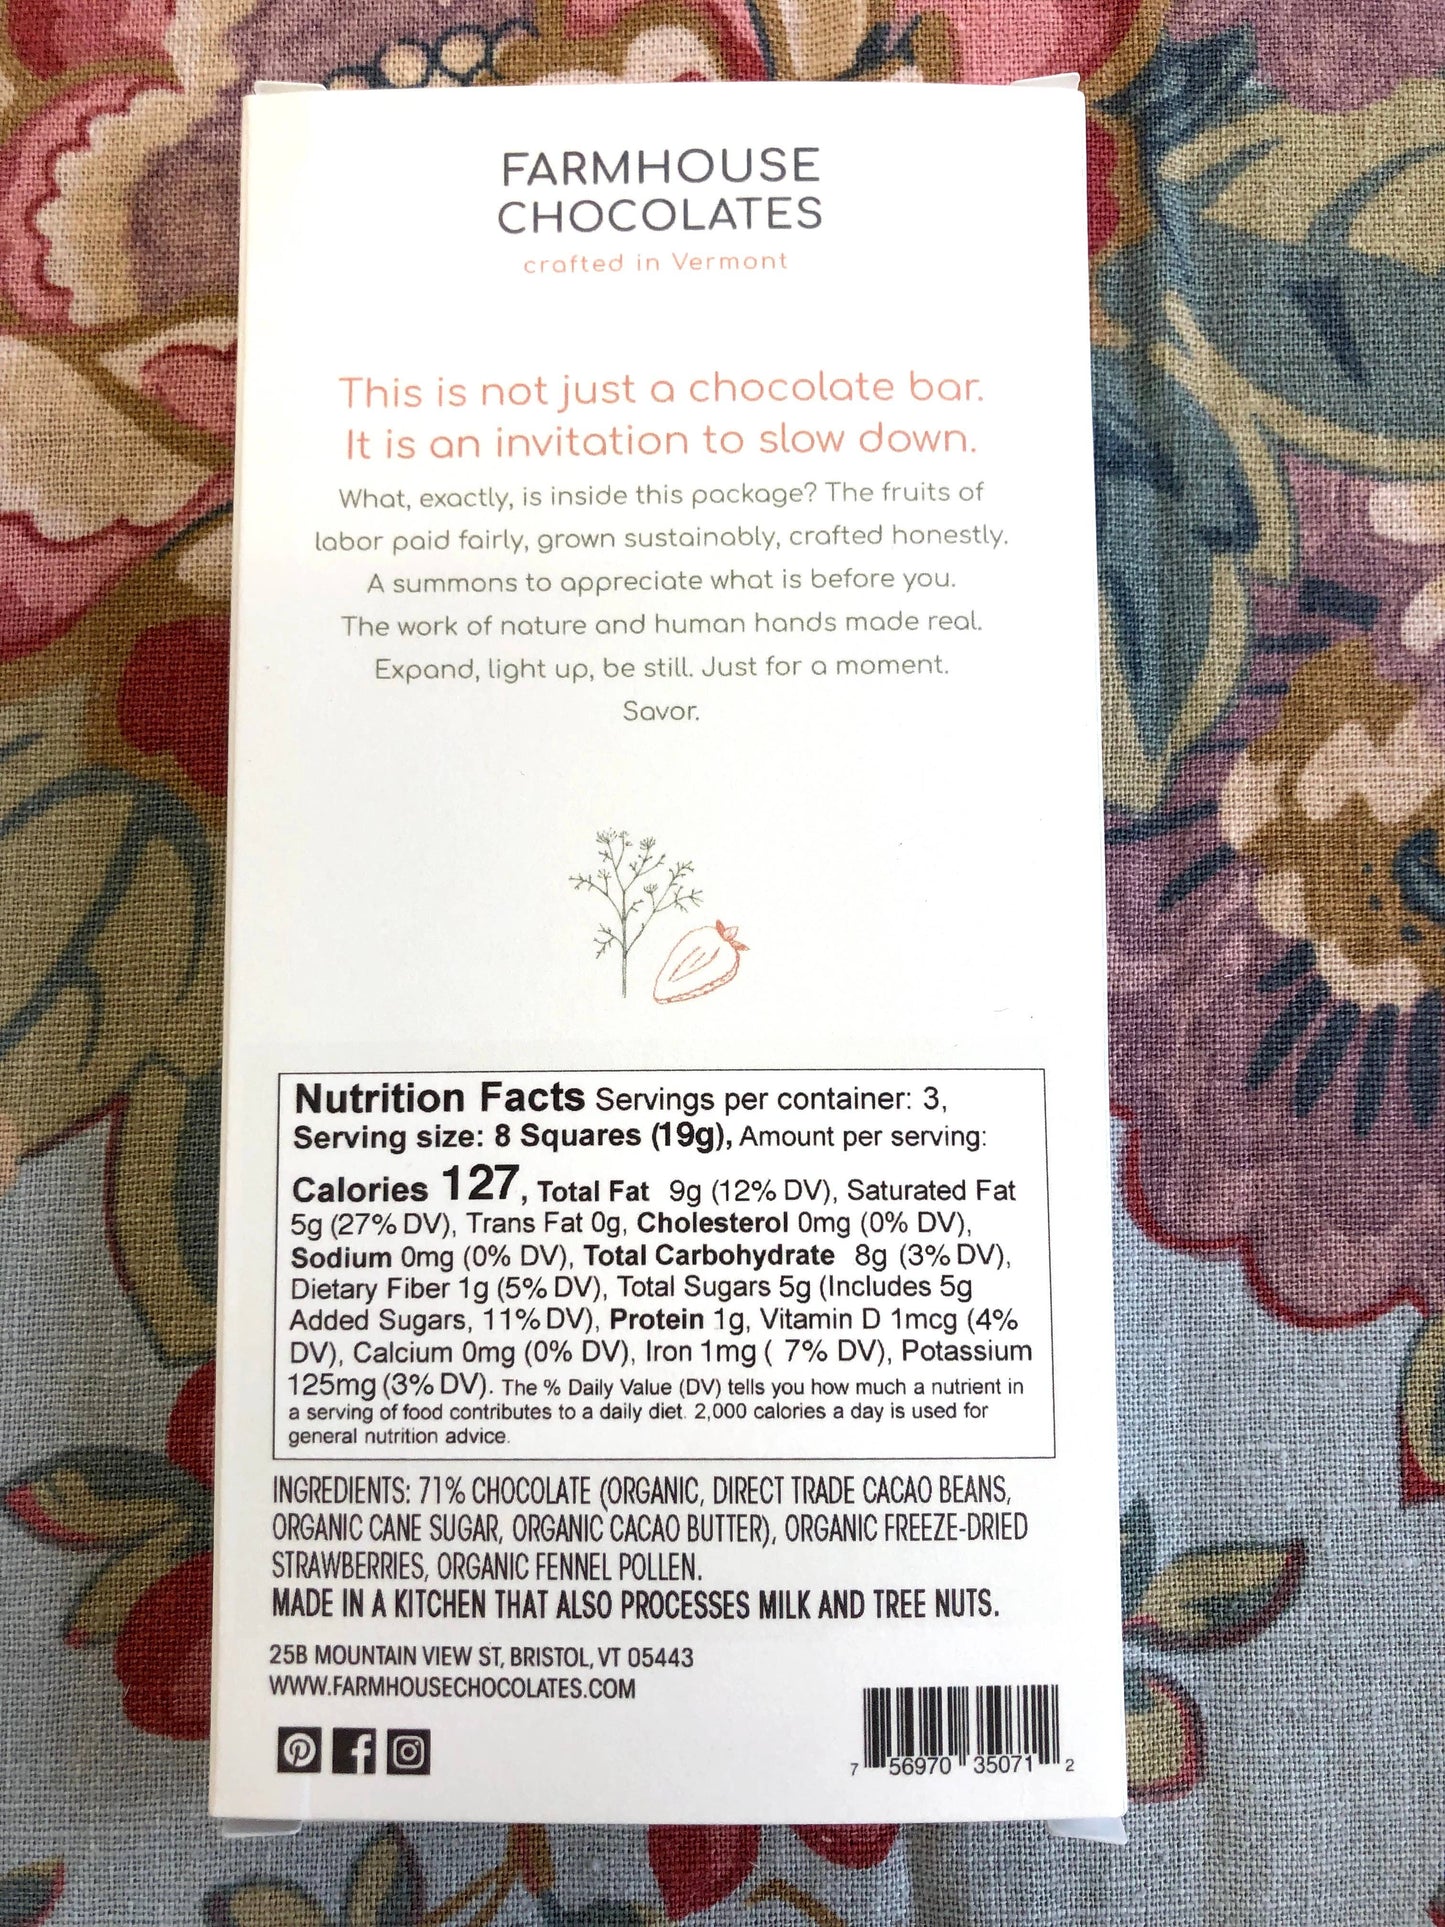 FARMHOUSE
CHOCOLATES
crafted in Vermont
This is not just a chocolate bar.
It is an invitation to slow down.
What, exactly, is inside this package? The fruits of
labor paid fairly, grown sustainably, crafted honestly.
A summons to appreciate what is before you.
The work of nature and human hands made real.
Expand, light up, be still. Just for a moment.
Savor.
Nutrition Facts Servings per container: 3,
Serving size: 8 Squares (19g), Amount per serving:
Calories 127, Total Fat 9g (12% DV), Saturated Fat
5g (27% DV), Trans Fat 0g, Cholesterol 0mg (0% DV),
Sodium 0mg (0% DV), Total Carbohydrate 8g (3% DV),
Dietary Fiber 1g (5% DV), Total Sugars 5g (Includes 5g
Added Sugars, 11% DV), Protein 1g, Vitamin D 1mcg (4%
DV), Calcium 0mg (0% DV), Iron 1mg ( 7% DV), Potassium
125mg (3% DV). The % Daily Value (DV) tells you how much a nutrient in
a serving of food contributes to a daily diet. 2,000 calories a day is used for
general nutrition advice.
INGREDIENTS: 71% CHOCOLATE (ORGANIC, DIRECT TRADE CACAO BEANS,
ORGANIC CANE SUGAR, ORGANIC CACAO BUTTER), ORGANIC FREEZE-DRIED
STRAWBERRIES, ORGANIC FENNEL POLLEN.
MADE IN A KITCHEN THAT ALSO PROCESSES MILK AND TREE NUTS.
25B MOUNTAIN VIEW ST, BRISTOL, VT 05443
WWW.FARMHOUSECHOCOLATES.COM
7 56970 35071 2